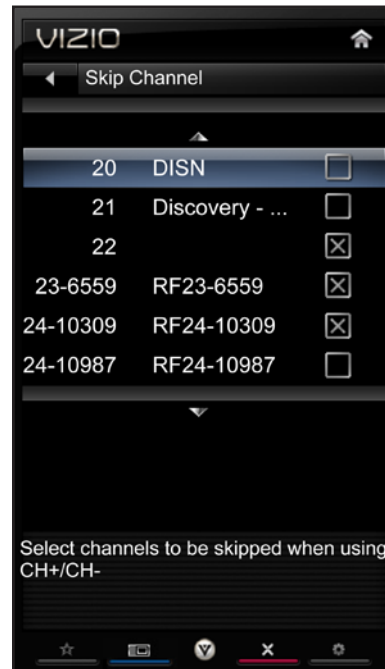 VIZIO
Skip Channel
20 DISN
21 Discovery - ...
22
23-6559 RF23-6559
24-10309 RF24-10309
24-10987 RF24-10987
Select channels to be skipped when using
CH+/CH-
V